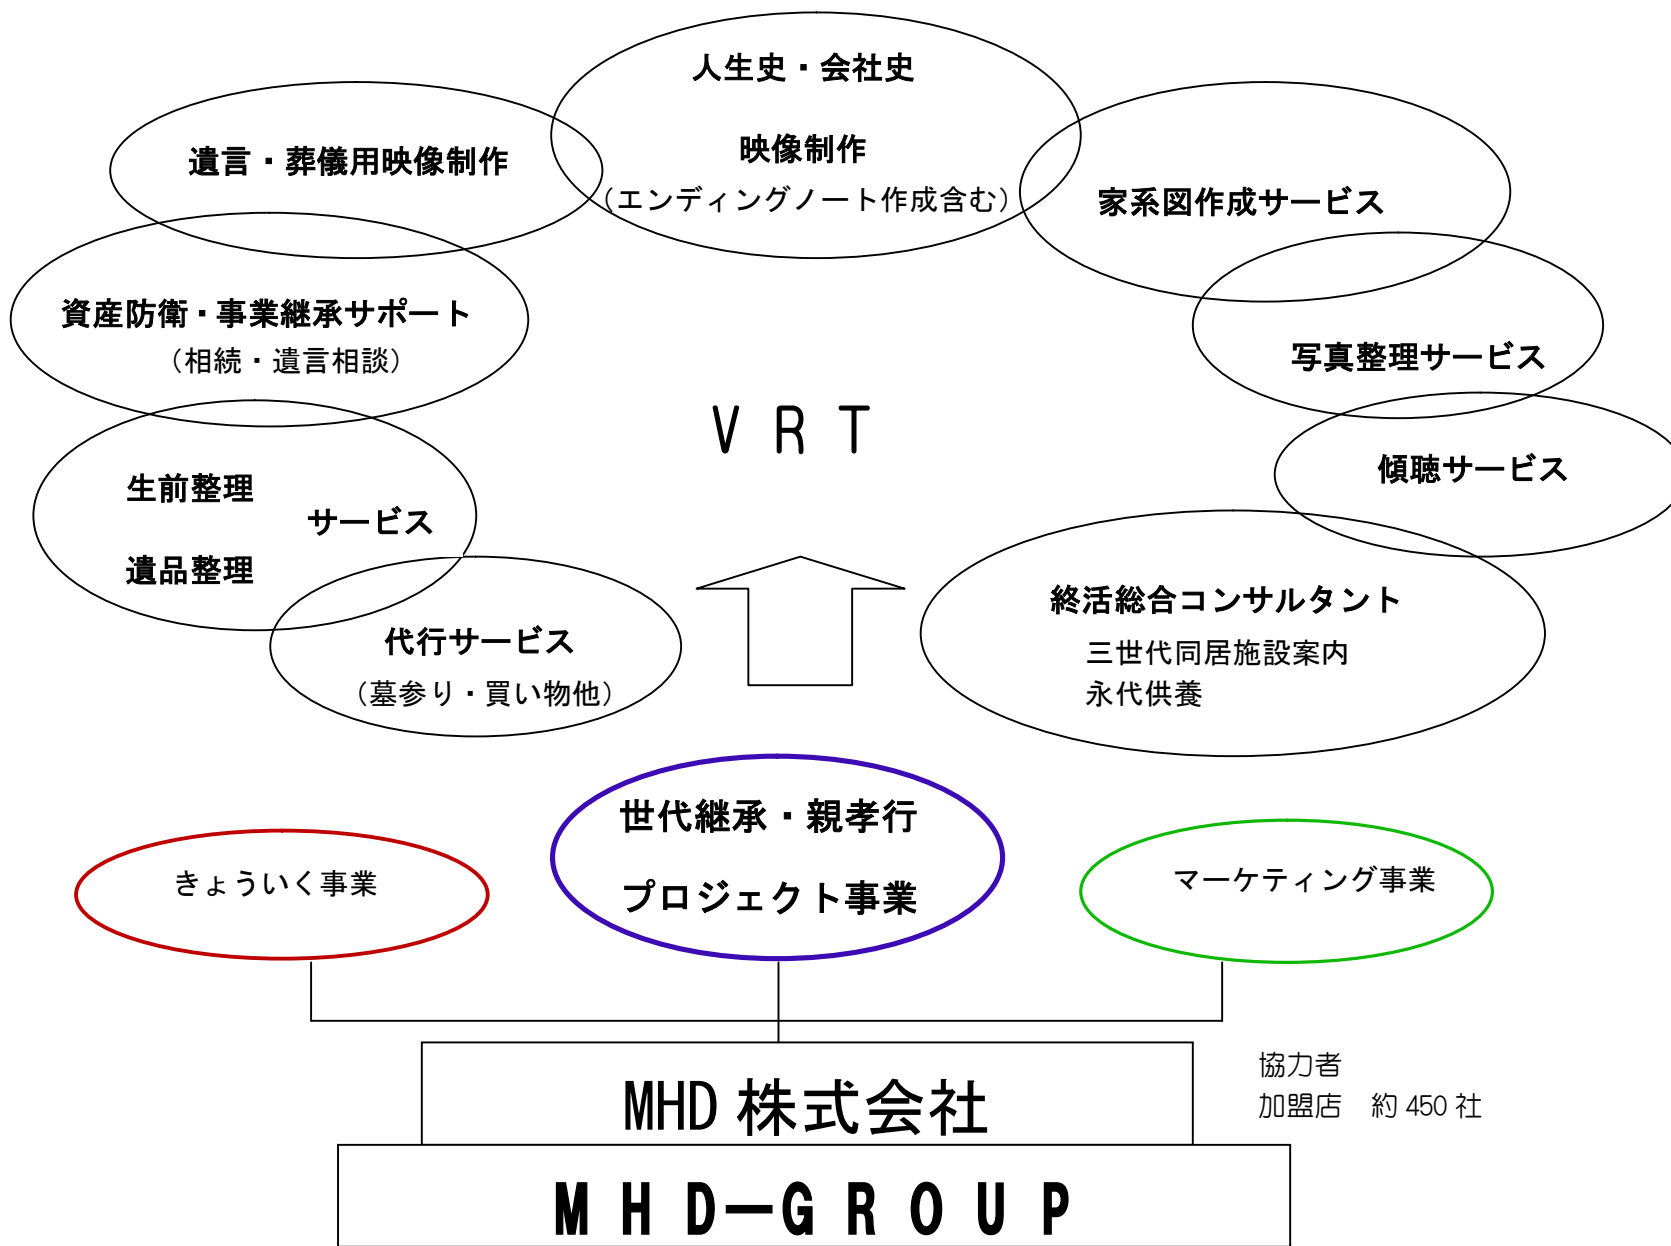 人生史・会社史
映像制作
（エンディングノート作成含む）
遺言・葬儀用映像制作
家系図作成サービス
資産防衛・事業継承サポート
（相続・遺言相談）
写真整理サービス
VRT
傾聴サービス
生前整理
サービス
遺品整理
終活総合コンサルタント
三世代同居施設案内
永代供養
代行サービス
（墓参り・買い物他）
世代継承・親孝行
プロジェクト事業
きょういく事業
マーケティング事業
MHD 株式会社
協力者
加盟店　約 450 社
MHD―GROUP